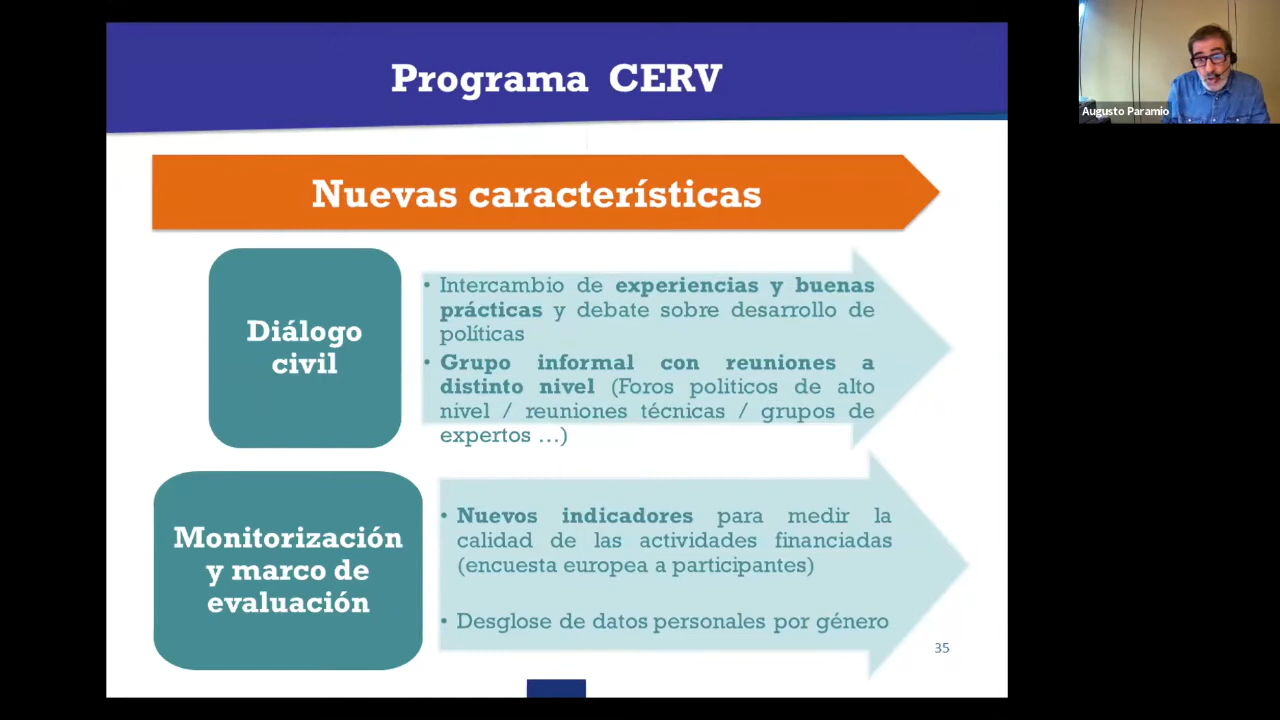 Programa CERV
Augusto Paramio
Nuevas características
Diálogo
civil
• Intercambio de experiencias y buenas
prácticas y debate sobre desarrollo de
políticas
• Grupo informal con reuniones a
distinto nivel (Foros politicos de alto
nivel / reuniones técnicas / grupos de
expertos …)
Monitorización
y marco de
evaluación
• Nuevos indicadores para medir la
calidad de las actividades financiadas
(encuesta europea a participantes)
• Desglose de datos personales por género
35